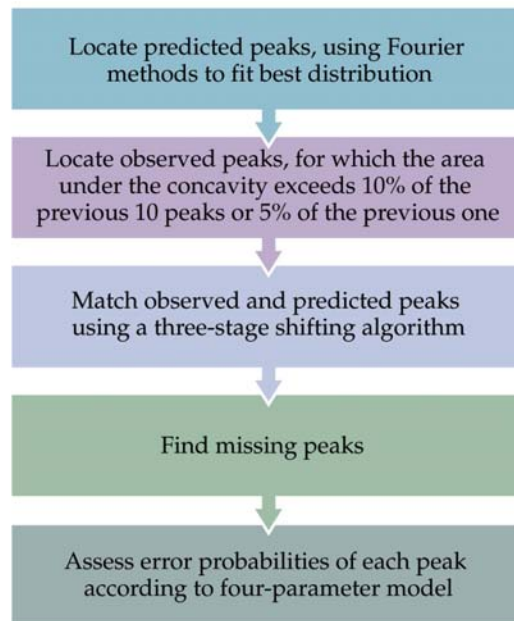 Locate predicted peaks, using Fourier
methods to fit best distribution
Locate observed peaks, for which the area
under the concavity exceeds 10% of the
previous 10 peaks or 5% of the previous one
Match observed and predicted peaks
using a three-stage shifting algorithm
Find missing peaks
Assess error probabilities of each peak
according to four-parameter model